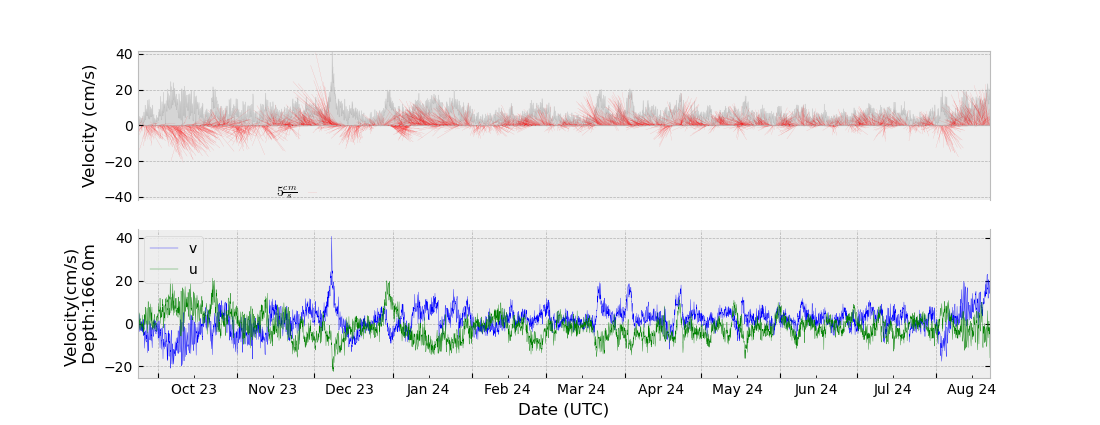 Velocity (cm/s)
40
20
0
−20
−40
5 cm/s
Velocity(cm/s)
Depth:166.0m
40
20
0
−20
v
u
Oct 23 Nov 23 Dec 23 Jan 24 Feb 24 Mar 24 Apr 24 May 24 Jun 24 Jul 24 Aug 24
Date (UTC)